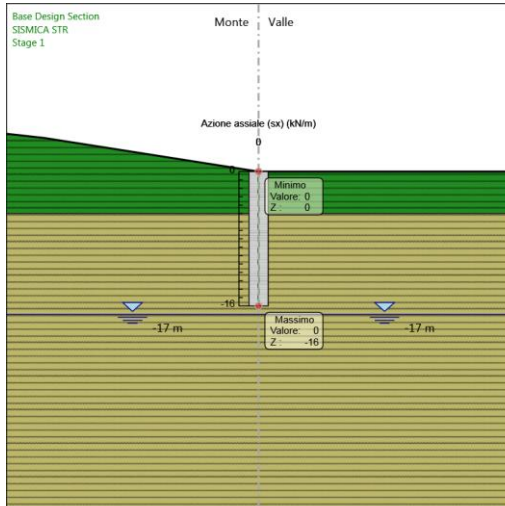 Base Design Section
SISMICA STR
Stage 1
Monte Valle
Azione assiale (sx) (kN/m)
0
0
Minimo
Valore: 0
Z : 0
-16
Massimo
Valore: 0
Z : -16
-17 m
-17 m